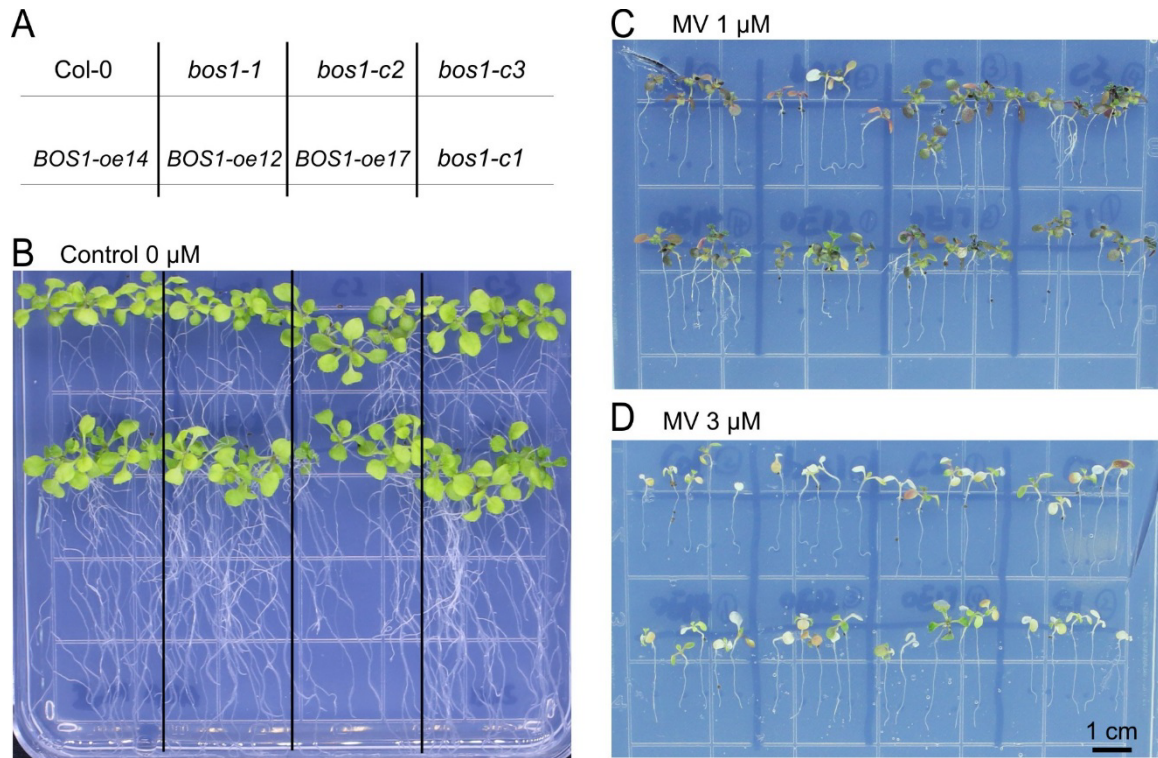 A
Col-0 bos1-1 bos1-c2 bos1-c3
BOS1-oe14 BOS1-oe12 BOS1-oe17 bos1-c1
B Control 0 µM
C MV 1 µM
D MV 3 µM
1 cm